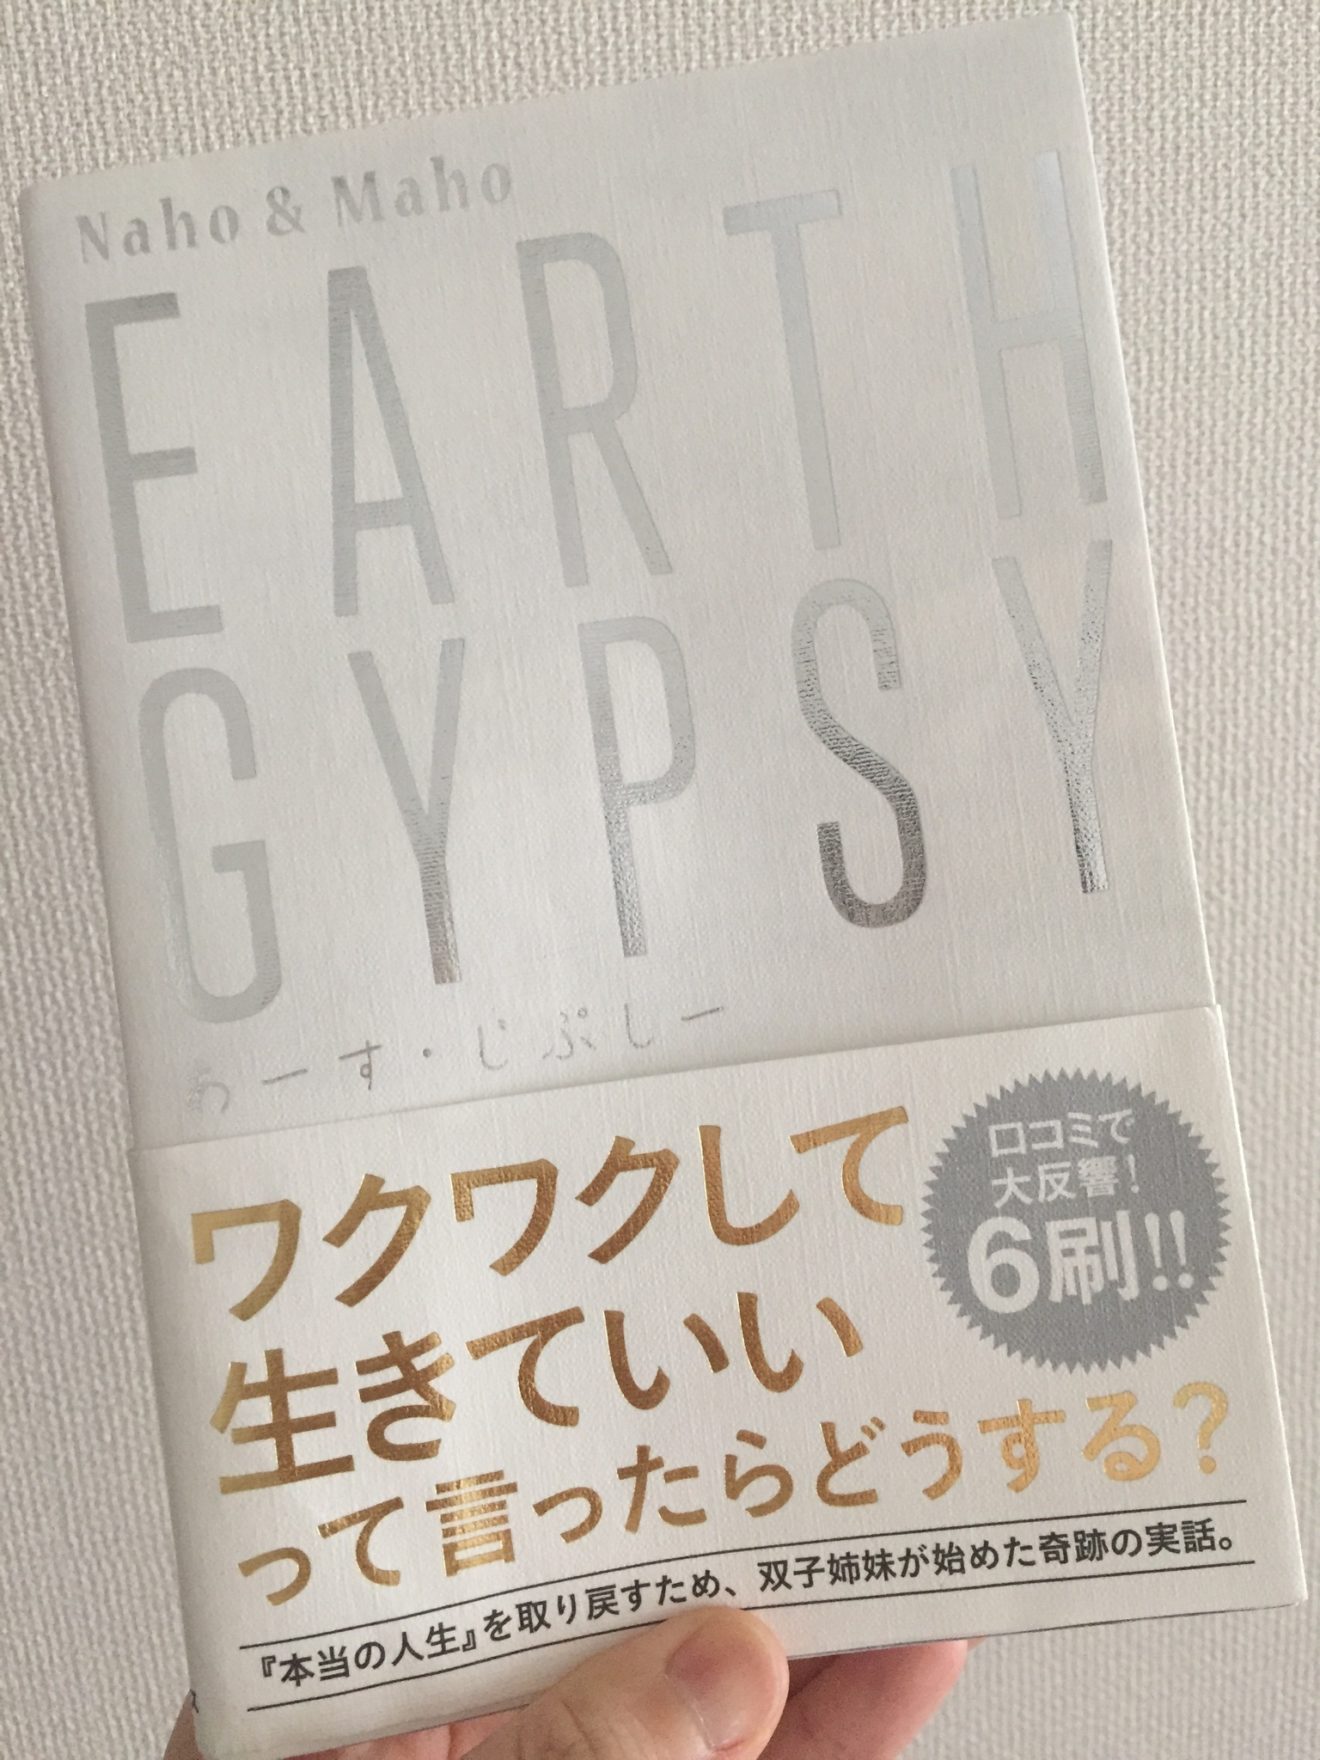 Naho & Maho
EARTH
GYPSY
あーす・じぷしー
ワクワクして
生きていい
って言ったらどうする?
口コミで
大反響!
6刷!!
『本当の人生』を取り戻すため、双子姉妹が始めた奇跡の実話。